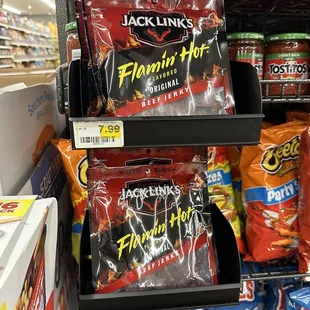 JACK LINK'S
Flamin' Hot
FLAVORED
ORIGINAL
BEEF JERKY
7.99
JACK LINK'S
Flamin' Hot
ORIGINAL
BEEF JERKY
TOSTITOS
Cheetos
Party S